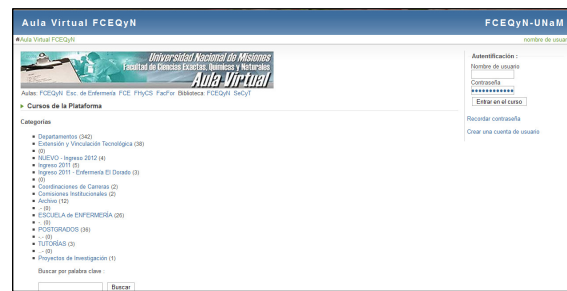 Aula Virtual FCEQyN
FCEQyN-UNaM
Aula Virtual FCEQyN
nombre de usuar
Universidad Nacional de Misiones
Facultad de Ciencias Exactas, Químicas y Naturales
Aula Virtual
Aulas: FCEQyN Esc. de Enfermería FCE FHyCS FacFor Biblioteca: FCEQyN SeCyT
Cursos de la Plataforma
Categorías
Departamentos (342)
Extensión y Vinculación Tecnológica (38)
(0)
NUEVO - Ingreso 2012 (4)
Ingreso 2011 (5)
Ingreso 2011 - Enfermería El Dorado (3)
(0)
Coordinaciones de Carreras (2)
Comisiones Institucionales (2)
Archivo (12)
- (0)
ESCUELA de ENFERMERÍA (26)
- (0)
POSTGRADOS (36)
- (0)
TUTORÍAS (3)
- (0)
Proyectos de Investigación (1)
Buscar por palabra clave :
Buscar
Autentificación :
Nombre de usuario
Contraseña
Entrar en el curso
Recordar contraseña
Crear una cuenta de usuario